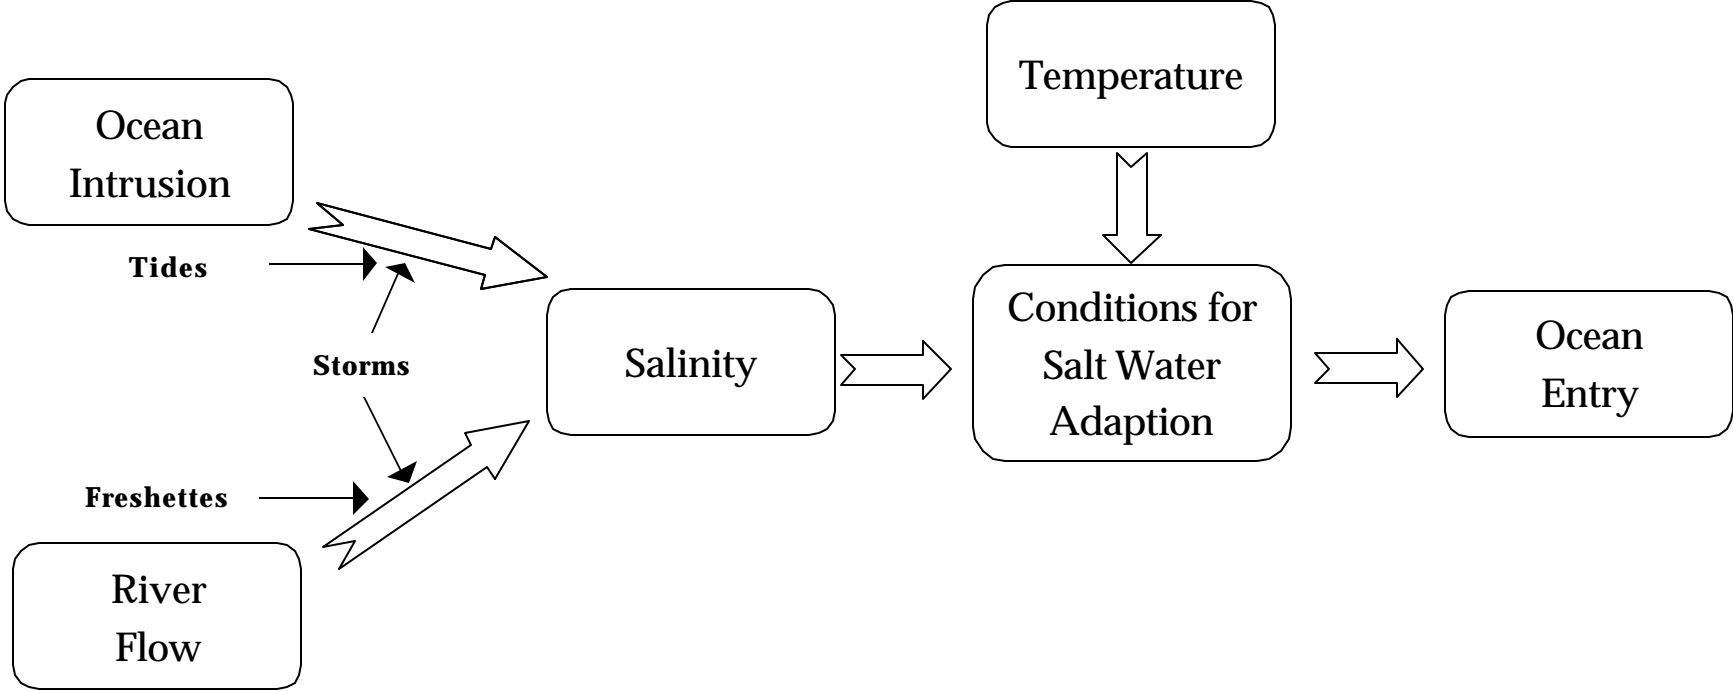 Temperature
Ocean
Intrusion
Tides
Storms
Freshettes
River
Flow
Salinity
Conditions for
Salt Water
Adaption
Ocean
Entry